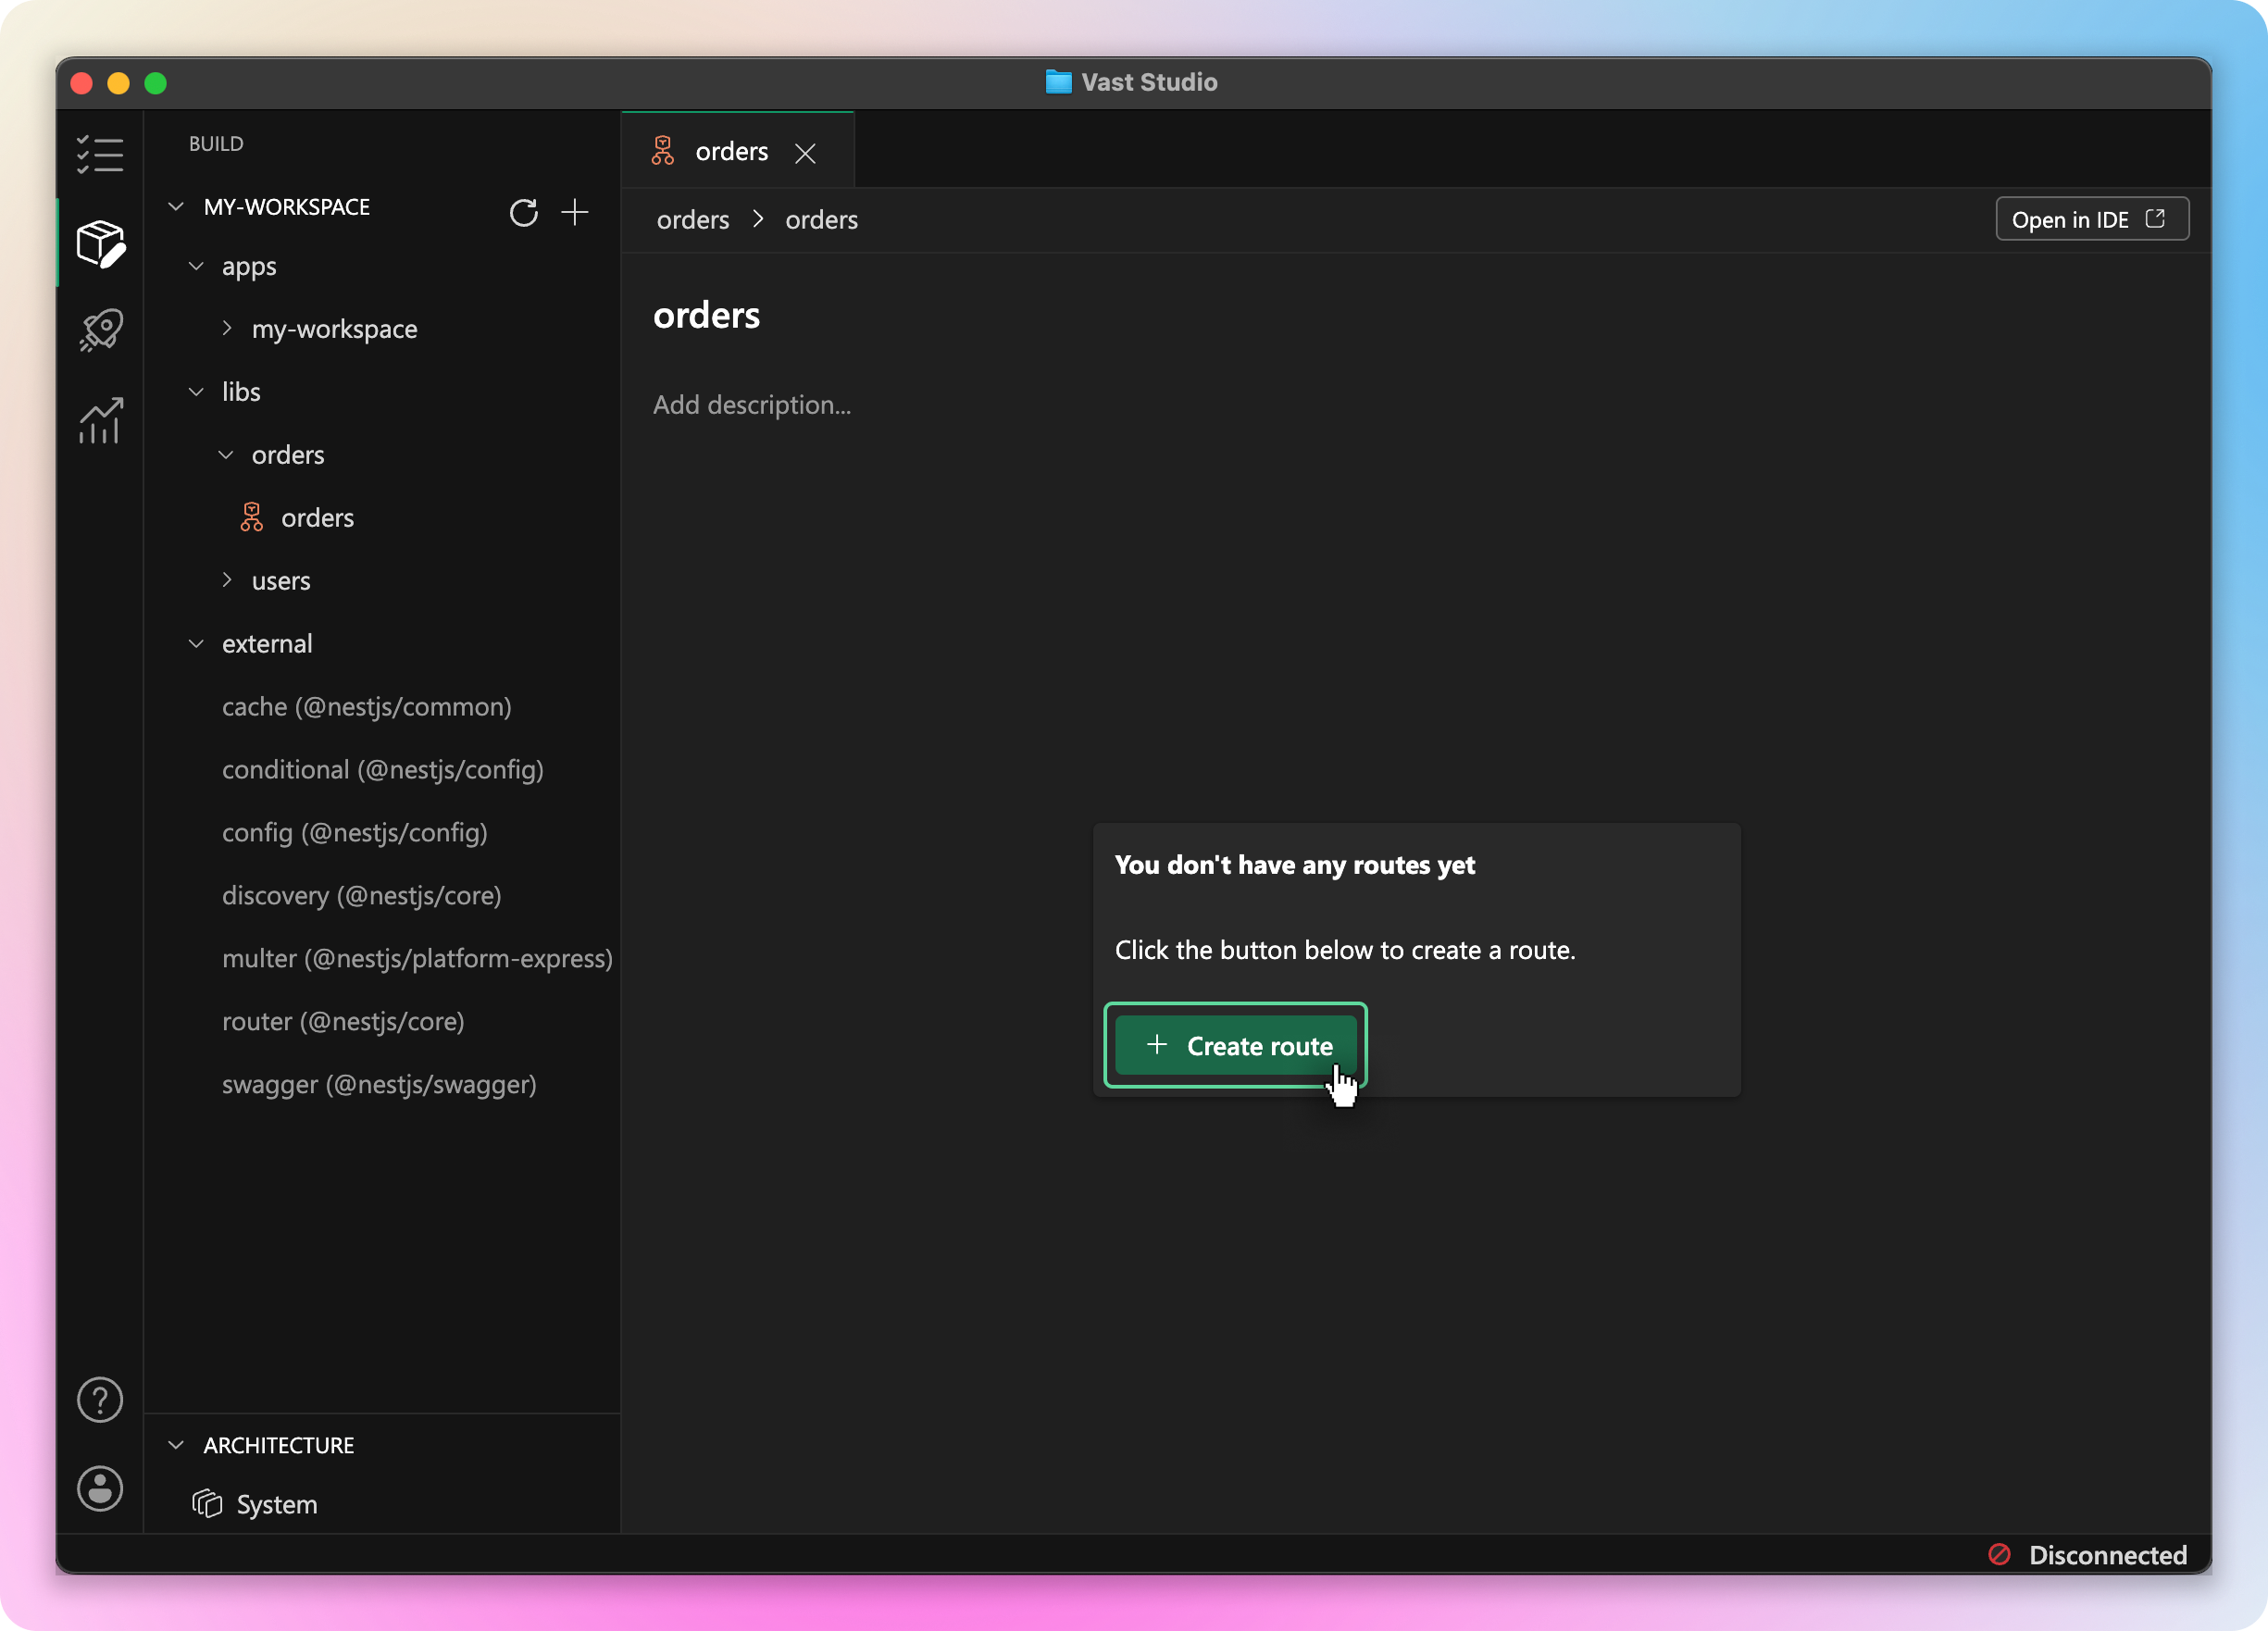 Vast Studio
BUILD
MY-WORKSPACE
apps
my-workspace
libs
orders
orders
users
external
cache (@nestjs/common)
conditional (@nestjs/config)
config (@nestjs/config)
discovery (@nestjs/core)
multer (@nestjs/platform-express)
router (@nestjs/core)
swagger (@nestjs/swagger)
ARCHITECTURE
System
orders
orders > orders
Open in IDE
orders
Add description...
You don't have any routes yet
Click the button below to create a route.
Create route
Disconnected